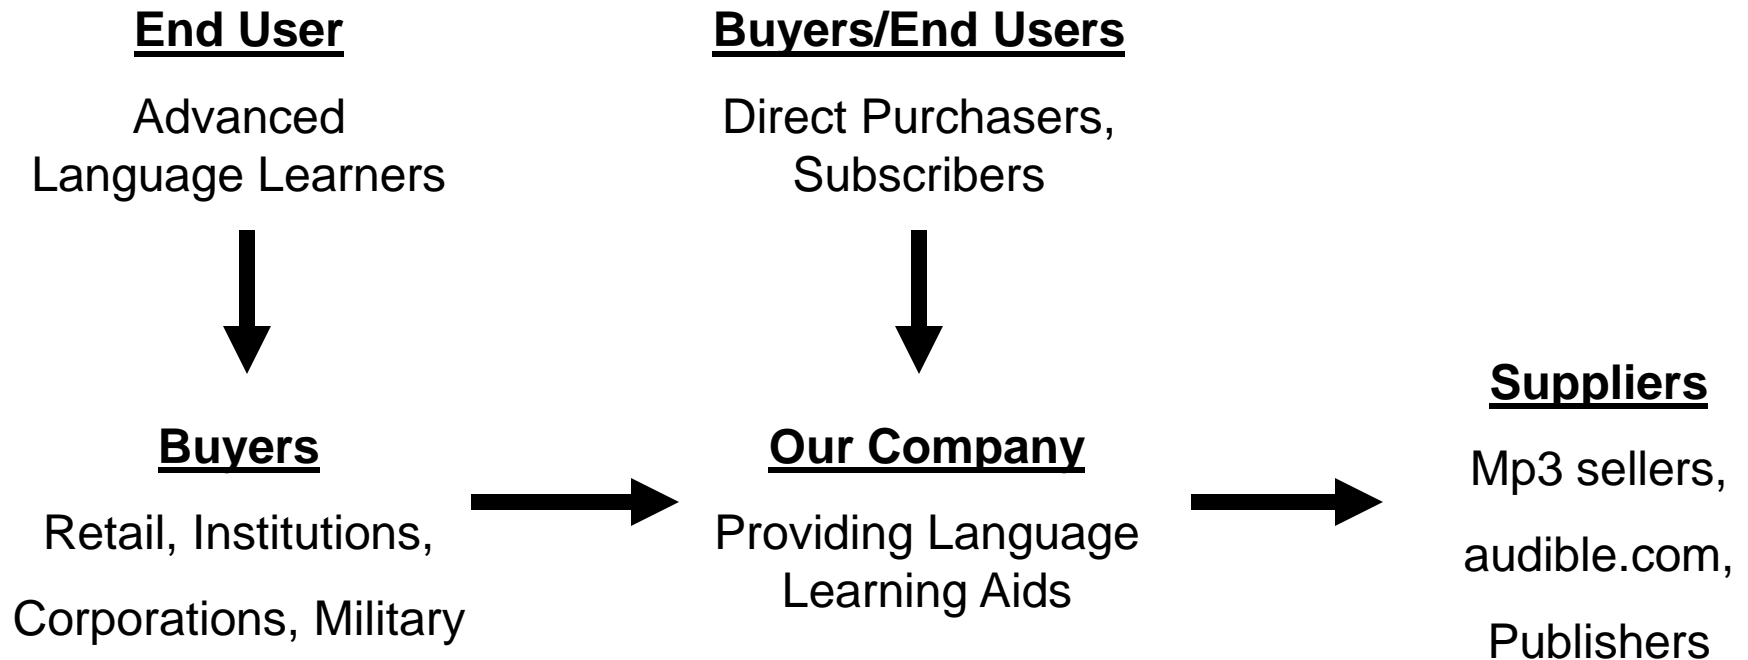 End User
Advanced
Language Learners
Buyers/End Users
Direct Purchasers,
Subscribers
Buyers
Retail, Institutions,
Corporations, Military
Our Company
Providing Language
Learning Aids
Suppliers
Mp3 sellers,
audible.com,
Publishers